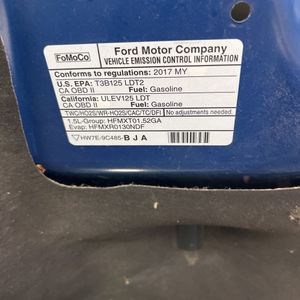 FoMoCo
Ford Motor Company
VEHICLE EMISSION CONTROL INFORMATION
Conforms to regulations: 2017 MY
U.S. EPA: T3B125 LDT2
CA OBD II Fuel: Gasoline
California: ULEV125 LDT
CA OBD II Fuel: Gasoline
TWC/HO2S/WR-HO2S/CAC/TC/DFI No adjustments needed.
1.5L-Group: HFMXT01.52GA
Evap: HFMXR0130NDF
HW7E-9C485-BJA